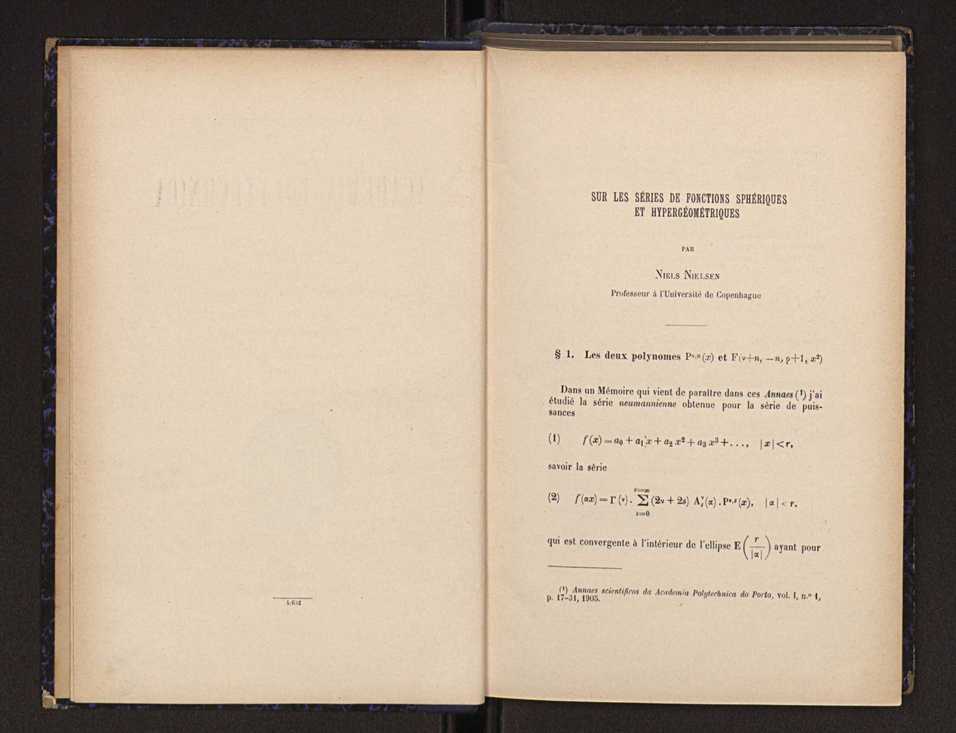 SUR LES SÉRIES DE FONCTIONS SPHÉRIQUES
ET HYPERGÉOMÉTRIQUES
PAR
NIELS NIELSEN
Professeur à l'Université de Copenhague
§ 1. Les deux polynomes P^{ν,n}(x) et F(ν+n, —n, ρ+1, x²)
Dans un Mémoire qui vient de paraître dans ces Annaes (¹) j'ai
étudié la série neumannienne obtenue pour la série de puis-
sances
(1) f(x) = a₀ + a₁x + a₂x² + a₃x³ + . . ., |x| < r,
savoir la série
(2) f(αx) = Γ(ν). ∑_{s=0}^{s=∞} (2ν + 2s) A_s^ν(α) . P^{ν,s}(x), |α| < r,
qui est convergente à l'intérieur de l'ellipse E(r/|α|) ayant pour
(¹) Annaes scientificos da Academia Polytechnica do Porto, vol. I, n.º 1,
p. 17-31, 1905.